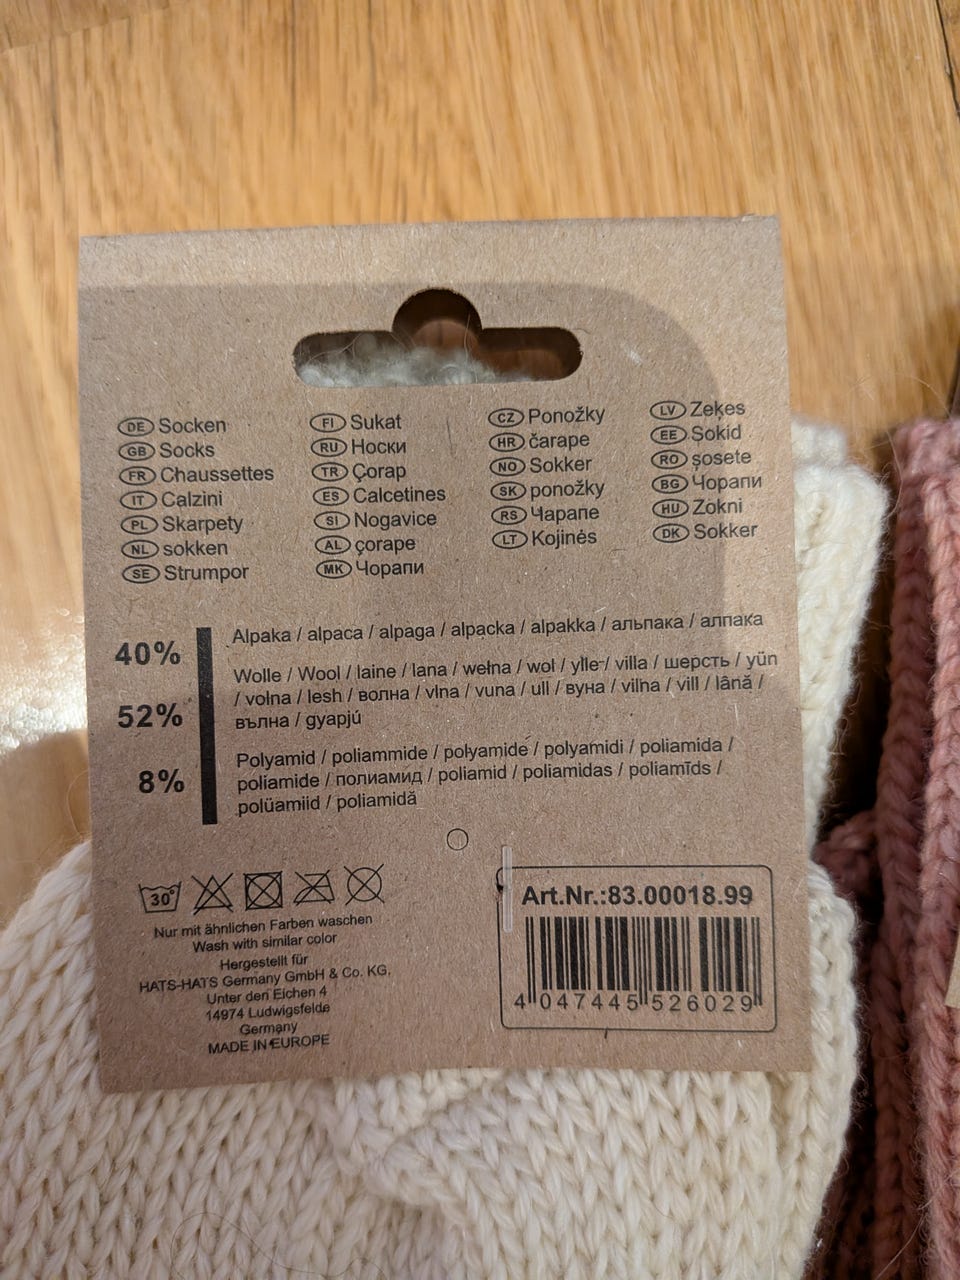 DE Socken
GB Socks
FR Chaussettes
IT Calzini
PL Skarpety
NL sokken
SE Strumpor
FI Sukat
RU Носки
TR Çorap
ES Calcetines
SI Nogavice
AL çorape
MK Чорапи
CZ Ponožky
HR čarape
NO Sokker
SK ponožky
RS Чарапе
LT Kojinės
LV Zeķes
EE Sokid
RO șosete
BG Чорапи
HU Zokni
DK Sokker
40%
Alpaka / alpaca / alpaga / alpacka / alpakka / альпака / алпака
52%
Wolle / Wool / laine / lana / wełna / wol / ylle / villa / шерсть / yün
/ volna / lesh / волна / vlna / vuna / ull / вуна / vilňa / vill / lână /
вълна / gyapjú
8%
Polyamid / poliammide / polyamide / polyamidi / poliamida /
poliamide / полиамид / poliamid / poliamidas / poliamīds /
polüamiid / poliamidă
30°
Nur mit ähnlichen Farben waschen
Wash with similar color
Hergestellt für
HATS-HATS Germany GmbH & Co. KG,
Unter den Eichen 4
14974 Ludwigsfelde
Germany
MADE IN EUROPE
Art.Nr.:83.00018.99
4 047445 526029